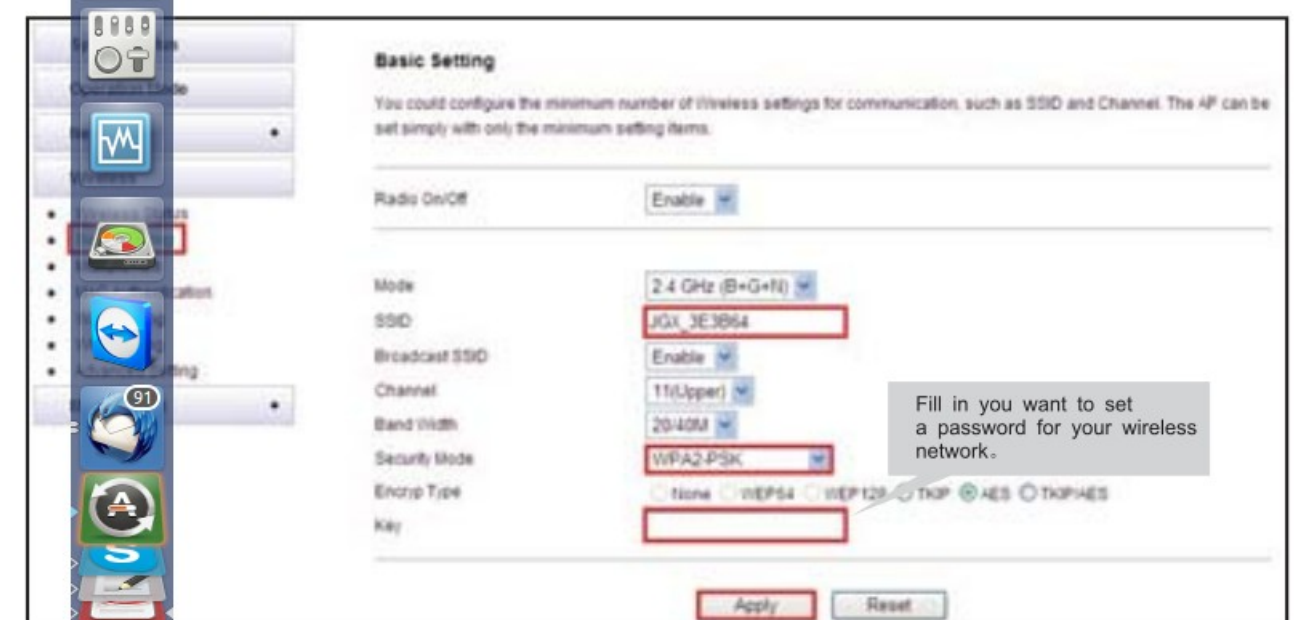 Basic Setting
You could configure the minimum number of Wireless settings for communication, such as SSID and Channel. The AP can be
set simply with only the minimum setting items.
Radio On/Off Enable
Mode 2.4 GHz (B+G+N)
SSID JGX_3E3B64
Broadcast SSID Enable
Channel 11(Upper)
Band Width 20/40M
Security Mode WPA2-PSK
Encryp Type None WEP64 WEP128 TKIP AES TKIP/AES
Key
Fill in you want to set
a password for your wireless
network。
Apply Reset
91